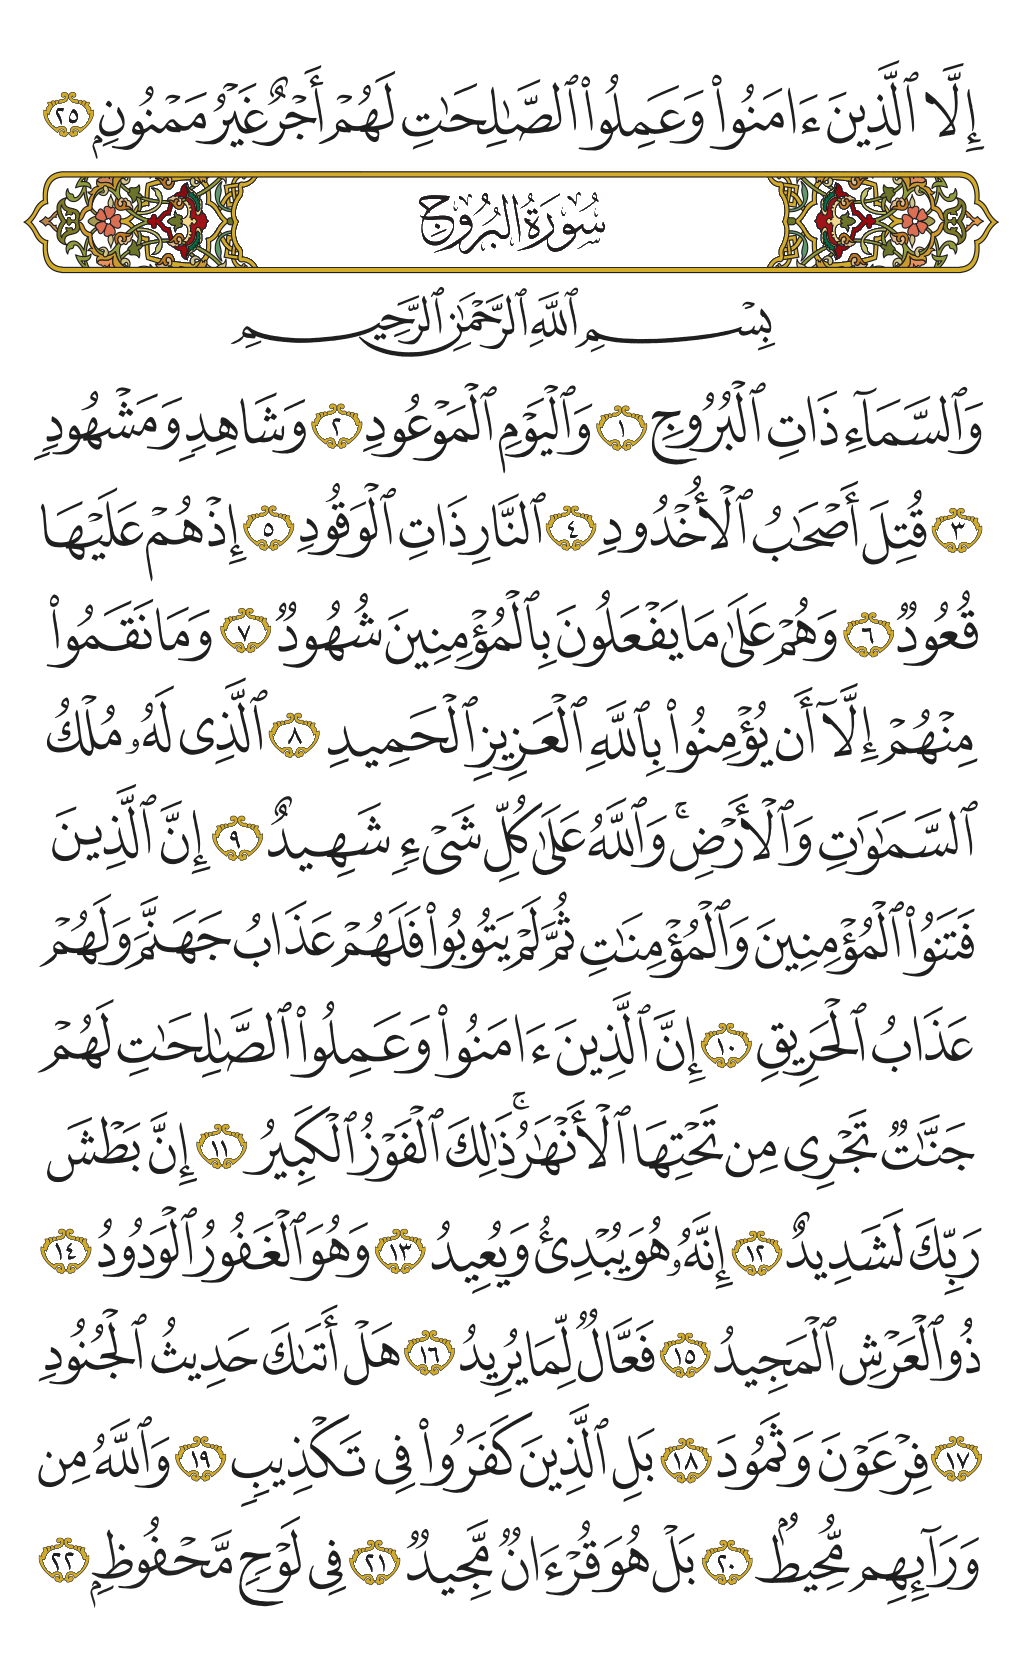 إِلَّا ٱلَّذِينَ ءَامَنُوا۟ وَعَمِلُوا۟ ٱلصَّـٰلِحَـٰتِ لَهُمْ أَجْرٌ غَيْرُ مَمْنُونٍۭ ٢٥
سُورَةُ البُرُوجِ
بِسْمِ ٱللَّهِ ٱلرَّحْمَـٰنِ ٱلرَّحِيمِ
وَٱلسَّمَآءِ ذَاتِ ٱلْبُرُوجِ ١ وَٱلْيَوْمِ ٱلْمَوْعُودِ ٢ وَشَاهِدٍ وَمَشْهُودٍ
٣ قُتِلَ أَصْحَـٰبُ ٱلْأُخْدُودِ ٤ ٱلنَّارِ ذَاتِ ٱلْوَقُودِ ٥ إِذْ هُمْ عَلَيْهَا
قُعُودٌ ٦ وَهُمْ عَلَىٰ مَا يَفْعَلُونَ بِٱلْمُؤْمِنِينَ شُهُودٌ ٧ وَمَا نَقَمُوا۟
مِنْهُمْ إِلَّآ أَن يُؤْمِنُوا۟ بِٱللَّهِ ٱلْعَزِيزِ ٱلْحَمِيدِ ٨ ٱلَّذِى لَهُۥ مُلْكُ
ٱلسَّمَـٰوَٰتِ وَٱلْأَرْضِ ۚ وَٱللَّهُ عَلَىٰ كُلِّ شَىْءٍ شَهِيدٌ ٩ إِنَّ ٱلَّذِينَ
فَتَنُوا۟ ٱلْمُؤْمِنِينَ وَٱلْمُؤْمِنَـٰتِ ثُمَّ لَمْ يَتُوبُوا۟ فَلَهُمْ عَذَابُ جَهَنَّمَ وَلَهُمْ
عَذَابُ ٱلْحَرِيقِ ١٠ إِنَّ ٱلَّذِينَ ءَامَنُوا۟ وَعَمِلُوا۟ ٱلصَّـٰلِحَـٰتِ لَهُمْ
جَنَّـٰتٌ تَجْرِى مِن تَحْتِهَا ٱلْأَنْهَـٰرُ ۚ ذَٰلِكَ ٱلْفَوْزُ ٱلْكَبِيرُ ١١ إِنَّ بَطْشَ
رَبِّكَ لَشَدِيدٌ ١٢ إِنَّهُۥ هُوَ يُبْدِئُ وَيُعِيدُ ١٣ وَهُوَ ٱلْغَفُورُ ٱلْوَدُودُ ١٤
ذُو ٱلْعَرْشِ ٱلْمَجِيدُ ١٥ فَعَّالٌ لِّمَا يُرِيدُ ١٦ هَلْ أَتَىٰكَ حَدِيثُ ٱلْجُنُودِ
١٧ فِرْعَوْنَ وَثَمُودَ ١٨ بَلِ ٱلَّذِينَ كَفَرُوا۟ فِى تَكْذِيبٍ ١٩ وَٱللَّهُ مِن
وَرَآئِهِم مُّحِيطٌۢ ٢٠ بَلْ هُوَ قُرْءَانٌ مَّجِيدٌ ٢١ فِى لَوْحٍ مَّحْفُوظٍۭ ٢٢